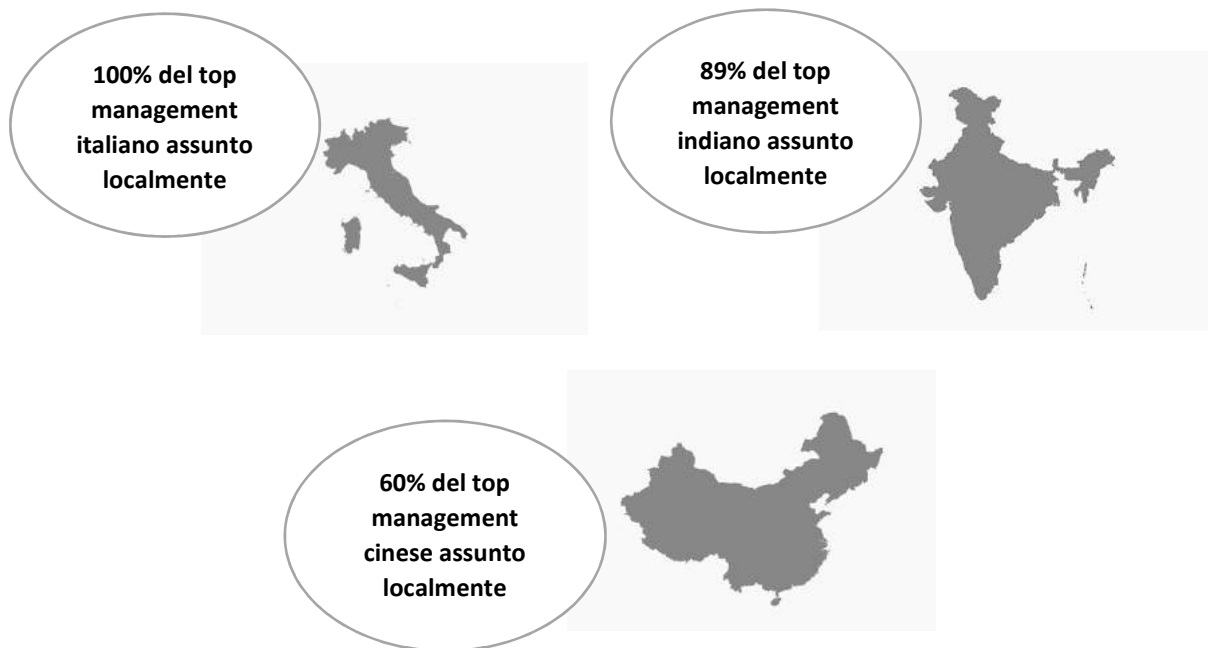 100% del top
management
italiano assunto
localmente
89% del top
management
indiano assunto
localmente
60% del top
management
cinese assunto
localmente